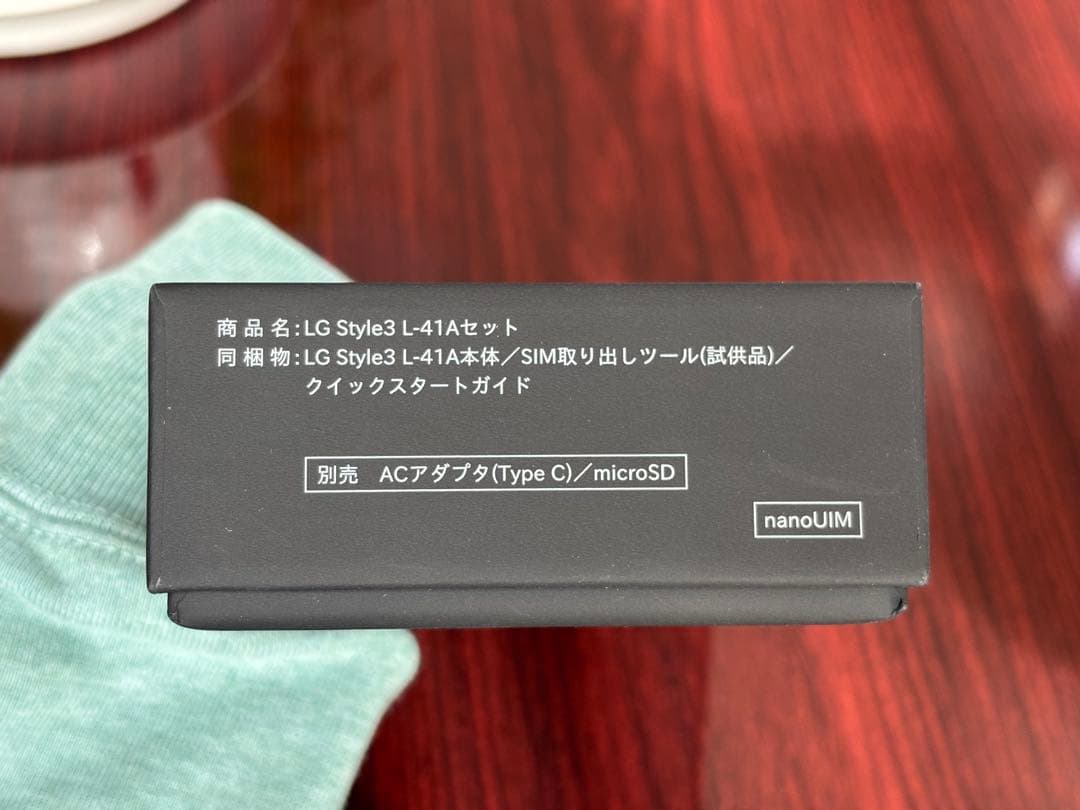 商品名:LG Style3 L-41Aセット
同梱物:LG Style3 L-41A本体/SIM取り出しツール(試供品)/
クイックスタートガイド
別売 ACアダプタ(Type C)/microSD
nanoUIM